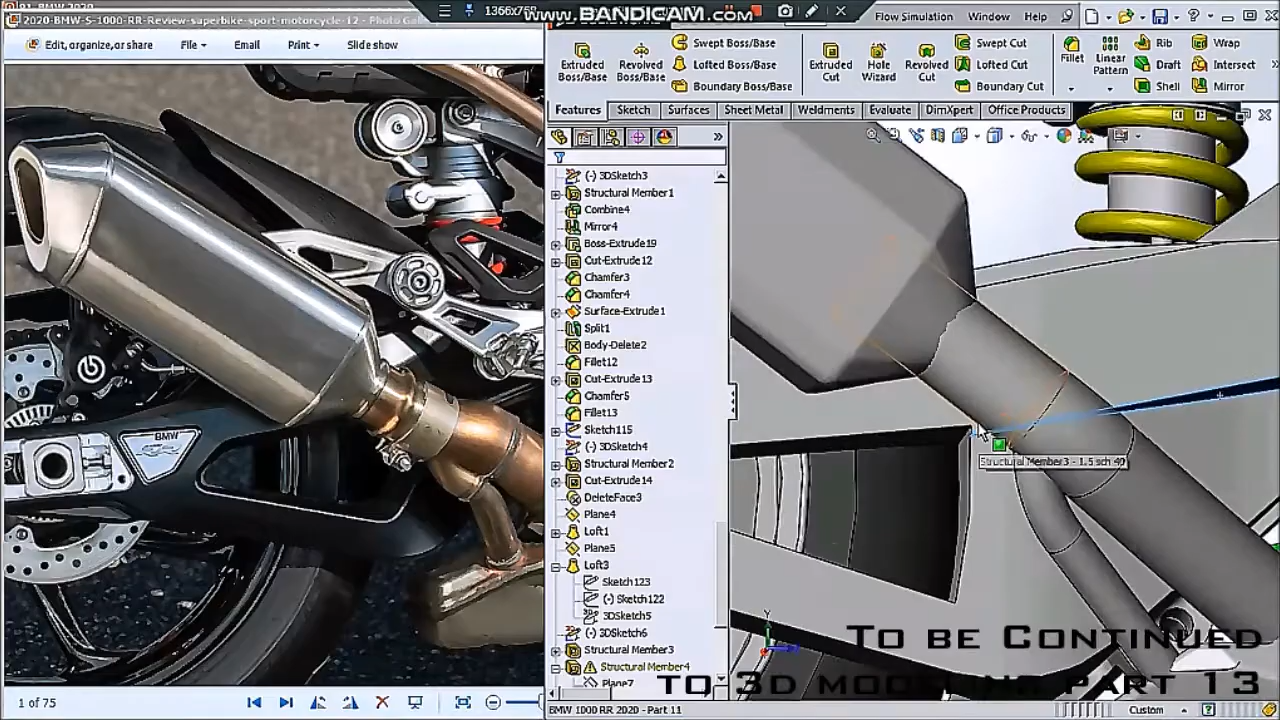 1366x768
www.BANDICAM.com
Flow Simulation Window Help
2020-BMW-S-1000-RR-Review-superbike-sport-motorcycle-12 - Photo Gal
Edit, organize, or share File Email Print Slide show
Extruded Boss/Base
Revolved Boss/Base
Swept Boss/Base
Lofted Boss/Base
Boundary Boss/Base
Extruded Cut
Hole Wizard
Revolved Cut
Swept Cut
Lofted Cut
Boundary Cut
Fillet
Linear Pattern
Rib
Draft
Shell
Wrap
Intersect
Mirror
Features Sketch Surfaces Sheet Metal Weldments Evaluate DimXpert Office Products
(-) 3DSketch3
Structural Member1
Combine4
Mirror4
Boss-Extrude19
Cut-Extrude12
Chamfer3
Chamfer4
Surface-Extrude1
Split1
Body-Delete2
Fillet12
Cut-Extrude13
Chamfer5
Fillet13
Sketch115
(-) 3DSketch4
Structural Member2
Cut-Extrude14
DeleteFace3
Plane4
Loft1
Plane5
Loft3
Sketch123
(-) Sketch122
3DSketch5
(-) 3DSketch6
Structural Member3
Structural Member4
Plane7
BMW
Structural Member3 - 1.5 sch 40
To be Continued
1 of 75
BMW 1000 RR 2020 - Part 11
Custom